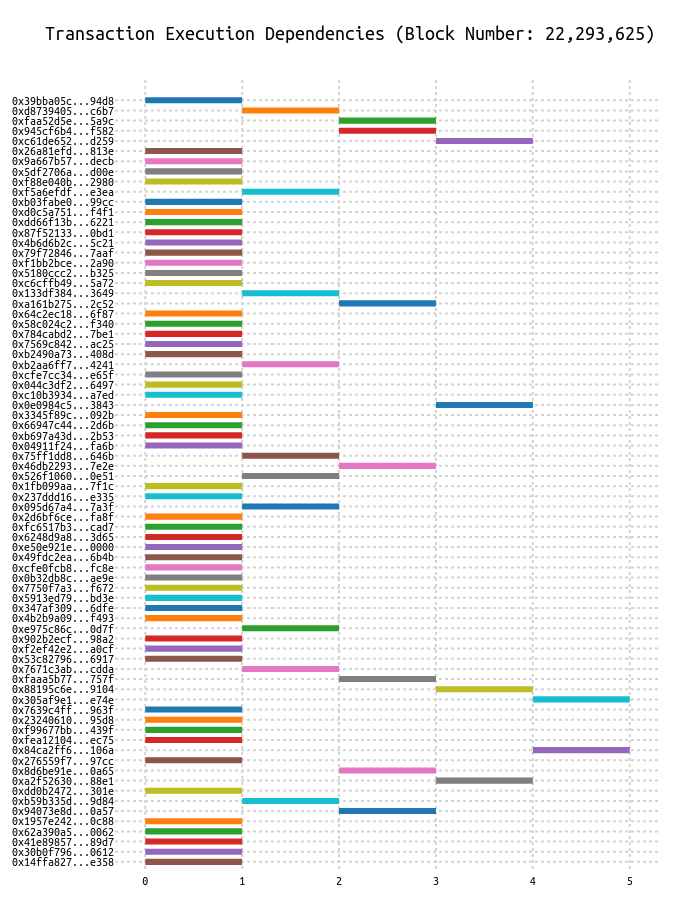 Transaction Execution Dependencies (Block Number: 22,293,625)
0x39bba05c...94d8
0xd8739405...c6b7
0xfaa52d5e...5a9c
0x945cf6b4...f582
0xc61de652...d259
0x26a81efd...813e
0x9a667b57...decb
0x5df2706a...d00e
0xf88e040b...2980
0xf5a6efdf...e3ea
0xb03fabe0...99cc
0xd0c5a751...f4f1
0xdd66f13b...6221
0x87f52133...0bd1
0x4b6d6b2c...5c21
0x79f72846...7aaf
0xf1bb2bce...2a90
0x5180ccc2...b325
0xc6cffb49...5a72
0x133df384...3649
0xa161b275...2c52
0x64c2ec18...6f87
0x58c024c2...f340
0x784cabd2...7be1
0x7569c842...ac25
0xb2490a73...408d
0xb2aa6ff7...4241
0xcfe7cc34...e65f
0x044c3df2...6497
0xc10b3934...a7ed
0x0e0984c5...3843
0x3345f89c...092b
0x66947c44...2d6b
0xb697a43d...2b53
0x04911f24...fa6b
0x75ff1dd8...646b
0x46db2293...7e2e
0x526f1060...0e51
0x1fb099aa...7f1c
0x237ddd16...e335
0x095d67a4...7a3f
0x2d6bf6ce...fa8f
0xfc6517b3...cad7
0x6248d9a8...3d65
0xe50e921e...0000
0x49fdc2ea...6b4b
0xcfe0fcb8...fc8e
0x0b32db8c...ae9e
0x7750f7a3...f672
0x5913ed79...bd3e
0x347af309...6dfe
0x4b2b9a09...f493
0xe975c86c...0d7f
0x902b2ecf...98a2
0xf2ef42e2...a0cf
0x53c82796...6917
0x7671c3ab...cdda
0xfaaa5b77...757f
0x88195c6e...9104
0x305af9e1...e74e
0x7639c4ff...963f
0x23240610...95d8
0xf99677bb...439f
0xfea12104...ec75
0x84ca2ff6...106a
0x276559f7...97cc
0x8d6be91e...0a65
0xa2f52630...88e1
0xdd0b2472...301e
0xb59b335d...9d84
0x94073e8d...0a57
0x1957e242...0c88
0x62a390a5...0062
0x41e89857...89d7
0x30b0f796...0612
0x14ffa827...e358
0 1 2 3 4 5